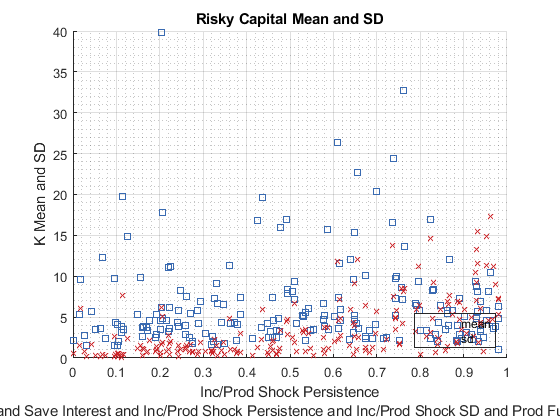 Risky Capital Mean and SD
40
35
30
25
20
15
10
5
0
K Mean and SD
mean
sd
0 0.1 0.2 0.3 0.4 0.5 0.6 0.7 0.8 0.9 1
Inc/Prod Shock Persistence
and Save Interest and Inc/Prod Shock Persistence and Inc/Prod Shock SD and Prod Fu